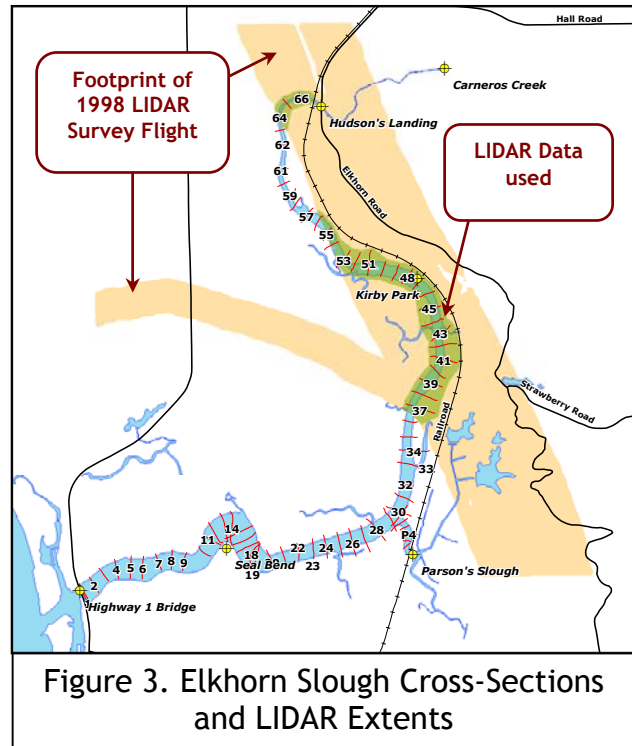 Hall Road
Footprint of
1998 LIDAR
Survey Flight
Carneros Creek
66
Hudson's Landing
64
62
LIDAR Data
used
61
Elkhorn Road
59
57
55
53
51
48
Kirby Park
45
43
41
39
Strawberry Road
37
Railroad
34
33
32
30
P4
28
26
24
23
22
19
18
14
11
Seal Bend
Parson's Slough
9
8
7
6
5
4
2
Highway 1 Bridge
Figure 3. Elkhorn Slough Cross-Sections
and LIDAR Extents